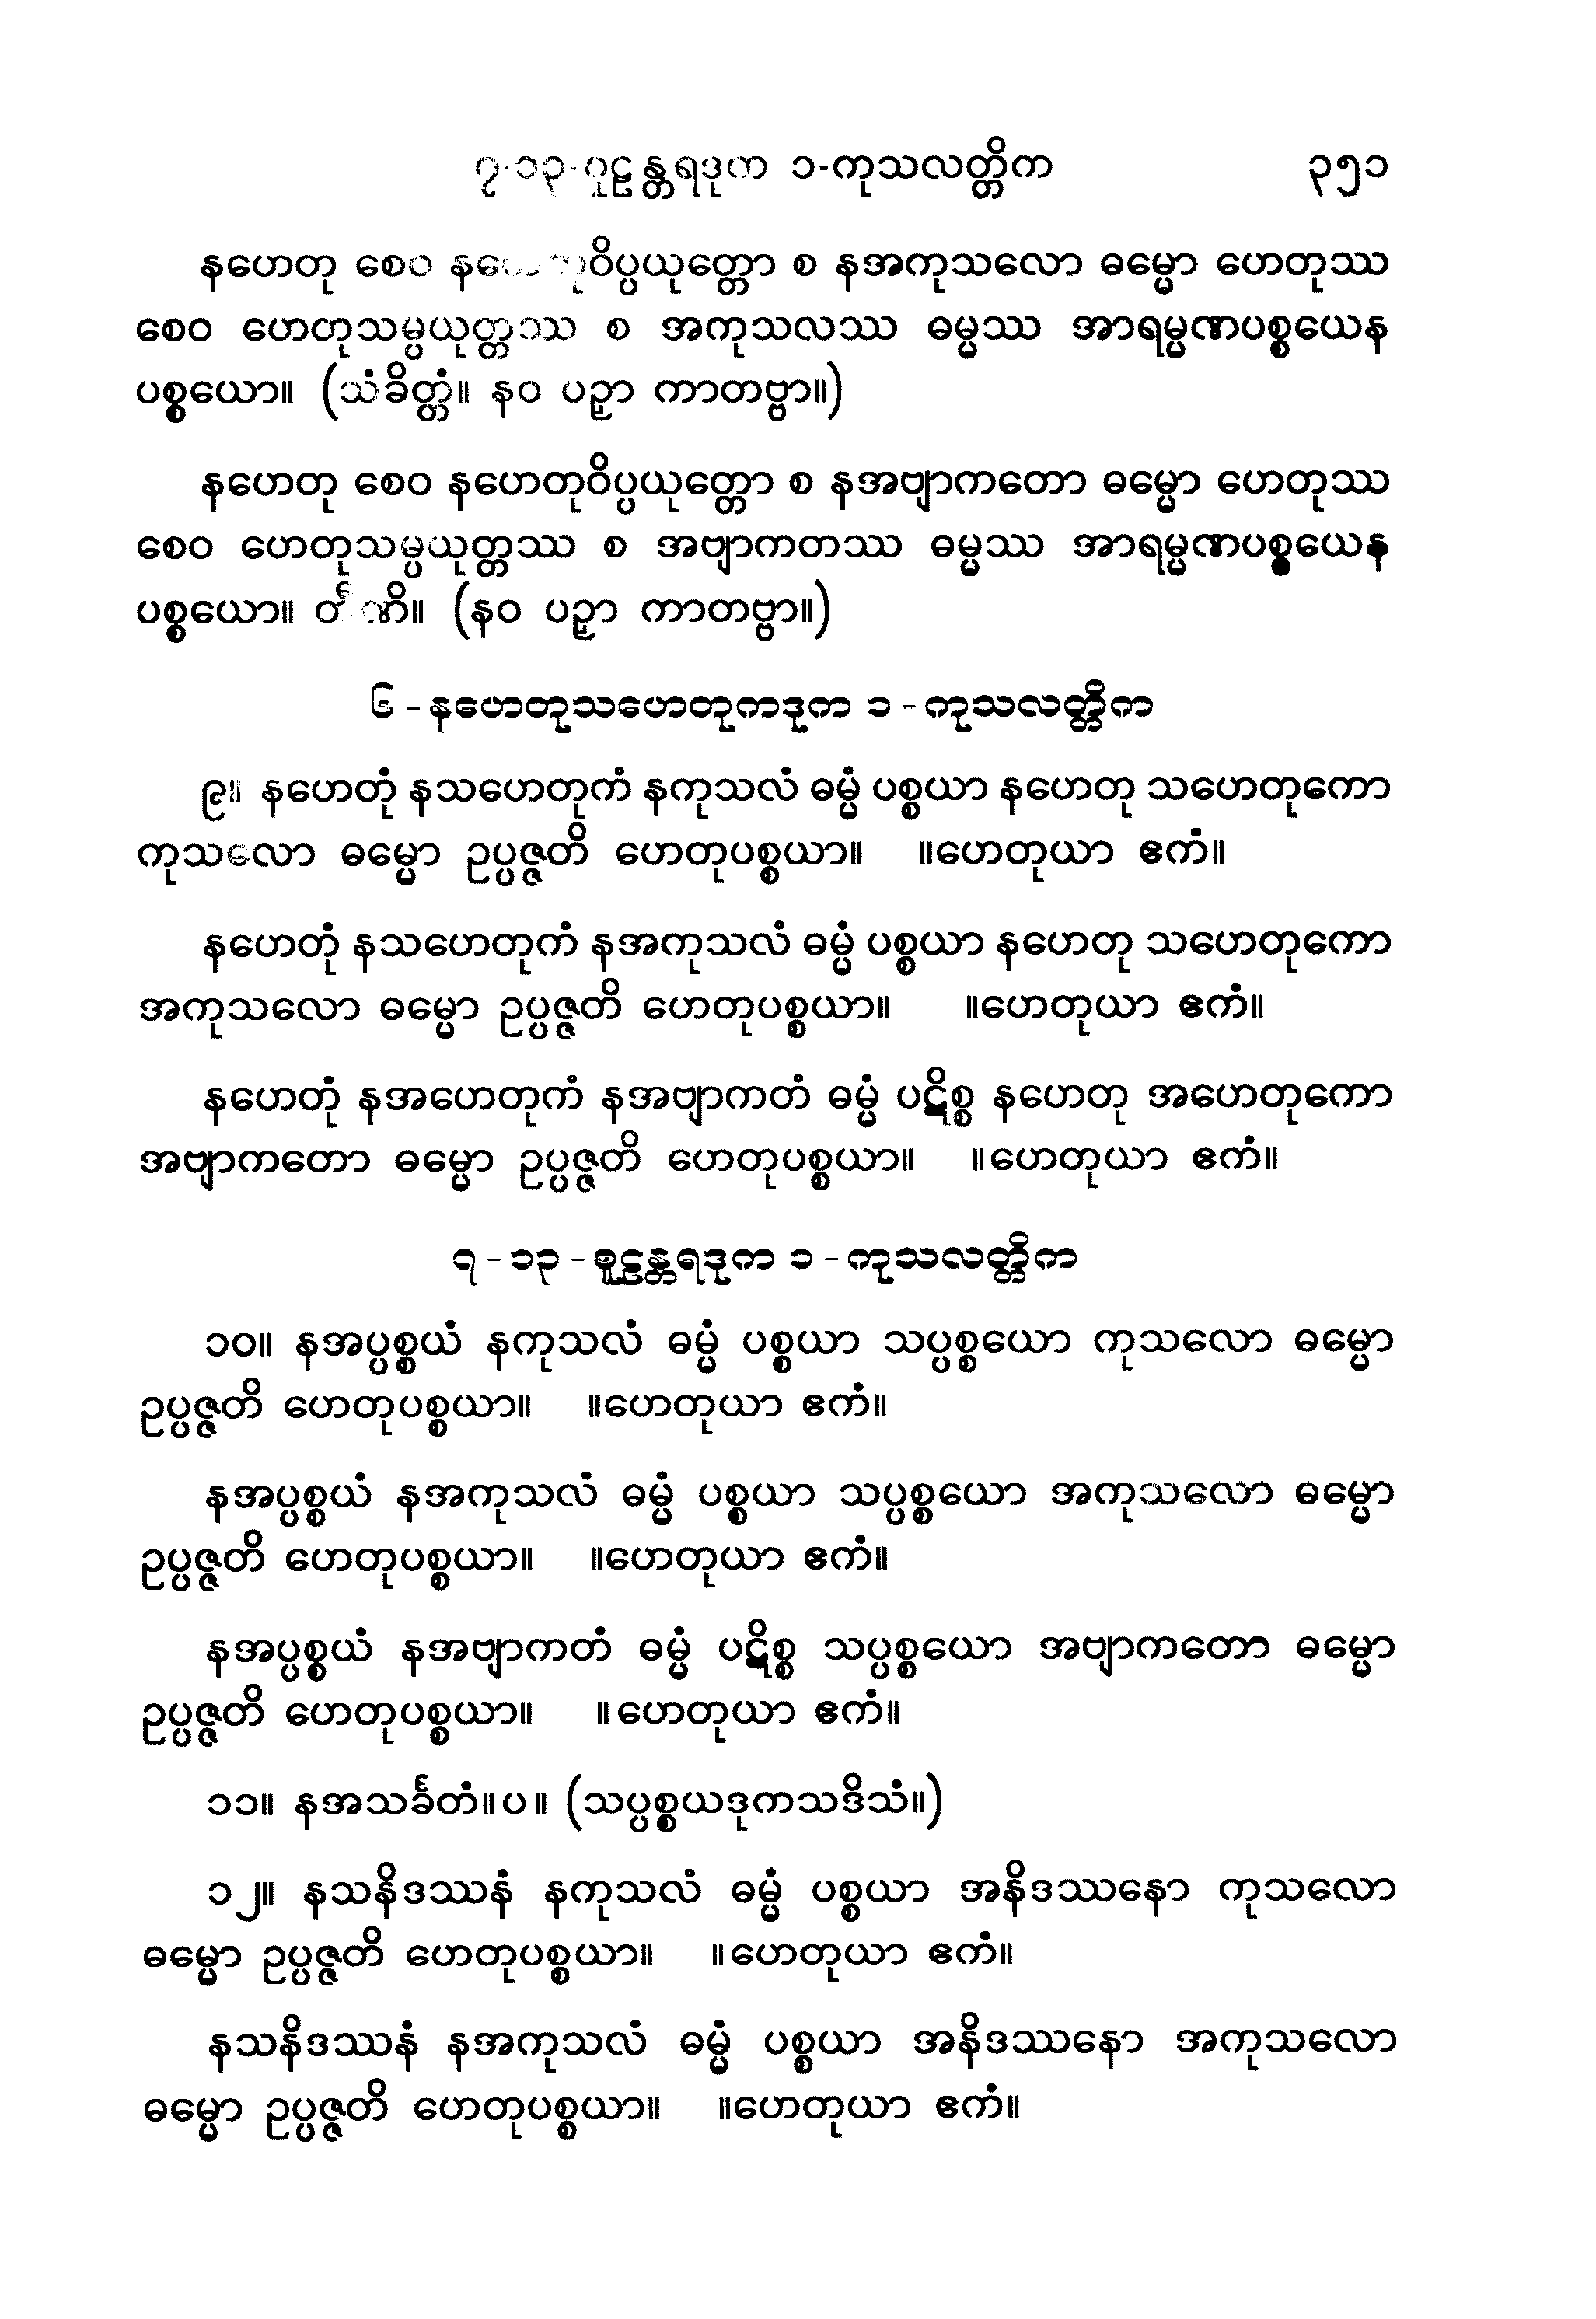 ၇-၁၃-စူဠန္တရဒုက ၁-ကုသလတ္တိက ၃၅၁
နဟေတု စေဝ နဟေတုဝိပ္ပယုတ္တော စ နအကုသလော ဓမ္မော ဟေတုဿ
စေဝ ဟေတုသမ္ပယုတ္တဿ စ အကုသလဿ ဓမ္မဿ အာရမ္မဏပစ္စယေန
ပစ္စယော။ (သံခိတ္တံ။ နဝ ပဉှာ ကာတဗ္ဗာ။)
နဟေတု စေဝ နဟေတုဝိပ္ပယုတ္တော စ နအဗျာကတော ဓမ္မော ဟေတုဿ
စေဝ ဟေတုသမ္ပယုတ္တဿ စ အဗျာကတဿ ဓမ္မဿ အာရမ္မဏပစ္စယေန
ပစ္စယော။ တီဏိ။ (နဝ ပဉှာ ကာတဗ္ဗာ။)
၆ - နဟေတုသဟေတုကဒုက ၁ - ကုသလတ္တိက
၉။ နဟေတုံ နသဟေတုကံ နကုသလံ ဓမ္မံ ပစ္စယာ နဟေတု သဟေတုကော
ကုသလော ဓမ္မော ဥပ္ပဇ္ဇတိ ဟေတုပစ္စယာ။ ။ဟေတုယာ ဧကံ။
နဟေတုံ နသဟေတုကံ နအကုသလံ ဓမ္မံ ပစ္စယာ နဟေတု သဟေတုကော
အကုသလော ဓမ္မော ဥပ္ပဇ္ဇတိ ဟေတုပစ္စယာ။ ။ဟေတုယာ ဧကံ။
နဟေတုံ နအဟေတုကံ နအဗျာကတံ ဓမ္မံ ပဋိစ္စ နဟေတု အဟေတုကော
အဗျာကတော ဓမ္မော ဥပ္ပဇ္ဇတိ ဟေတုပစ္စယာ။ ။ဟေတုယာ ဧကံ။
၇ - ၁၃ - စူဠန္တရဒုက ၁ - ကုသလတ္တိက
၁၀။ နအပ္ပစ္စယံ နကုသလံ ဓမ္မံ ပစ္စယာ သပ္ပစ္စယော ကုသလော ဓမ္မော
ဥပ္ပဇ္ဇတိ ဟေတုပစ္စယာ။ ။ဟေတုယာ ဧကံ။
နအပ္ပစ္စယံ နအကုသလံ ဓမ္မံ ပစ္စယာ သပ္ပစ္စယော အကုသလော ဓမ္မော
ဥပ္ပဇ္ဇတိ ဟေတုပစ္စယာ။ ။ဟေတုယာ ဧကံ။
နအပ္ပစ္စယံ နအဗျာကတံ ဓမ္မံ ပဋိစ္စ သပ္ပစ္စယော အဗျာကတော ဓမ္မော
ဥပ္ပဇ္ဇတိ ဟေတုပစ္စယာ။ ။ဟေတုယာ ဧကံ။
၁၁။ နအသင်္ခတံ။ပ။ (သပ္ပစ္စယဒုကသဒိသံ။)
၁၂။ နသနိဒဿနံ နကုသလံ ဓမ္မံ ပစ္စယာ အနိဒဿနော ကုသလော
ဓမ္မော ဥပ္ပဇ္ဇတိ ဟေတုပစ္စယာ။ ။ဟေတုယာ ဧကံ။
နသနိဒဿနံ နအကုသလံ ဓမ္မံ ပစ္စယာ အနိဒဿနော အကုသလော
ဓမ္မော ဥပ္ပဇ္ဇတိ ဟေတုပစ္စယာ။ ။ဟေတုယာ ဧကံ။